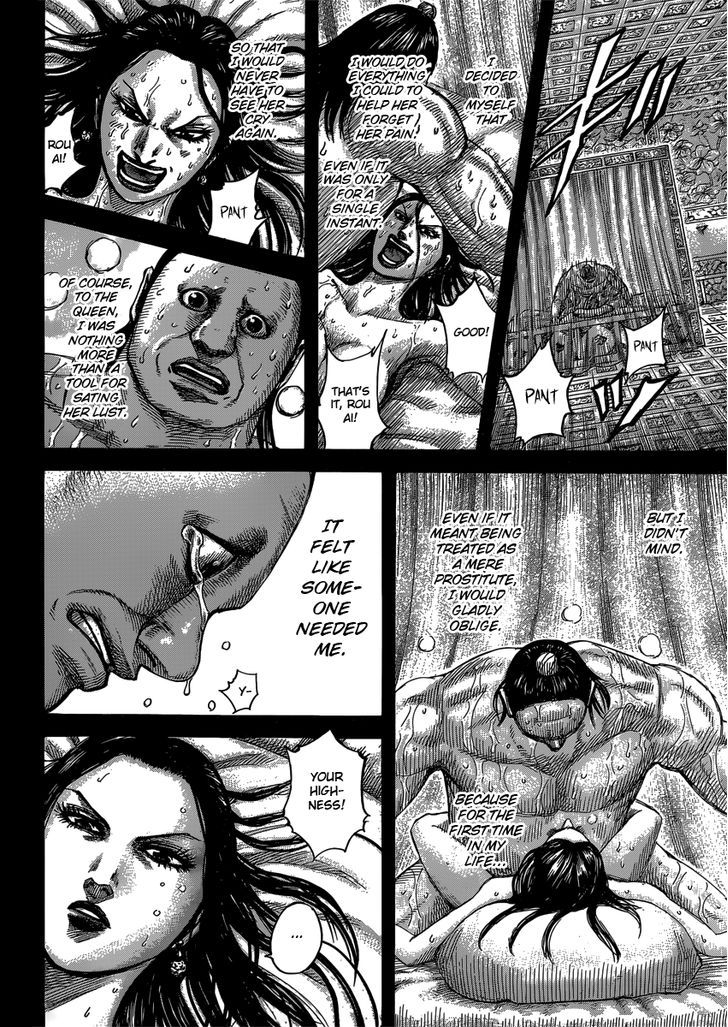 PANT
PANT
I DECIDED
TO
MYSELF
THAT
I WOULD DO
EVERYTHING
I COULD TO
HELP HER
FORGET
HER PAIN.
EVEN IF IT
WAS ONLY
FOR A
SINGLE
INSTANT.
GOOD!
THAT'S
IT, ROU
AI!
SO THAT
I WOULD
NEVER
HAVE TO
SEE HER
CRY
AGAIN.
ROU
AI!
PANT
OF COURSE,
TO THE
QUEEN,
I WAS
NOTHING
MORE
THAN A
TOOL FOR
SATING
HER LUST.
BUT I
DIDN'T
MIND.
EVEN IF IT
MEANT BEING
TREATED AS
A MERE
PROSTITUTE,
I WOULD
GLADLY
OBLIGE.
BECAUSE
FOR THE
FIRST TIME
IN MY
LIFE...
IT
FELT
LIKE
SOME-
ONE
NEEDED
ME.
Y-
YOUR
HIGH-
NESS!
...